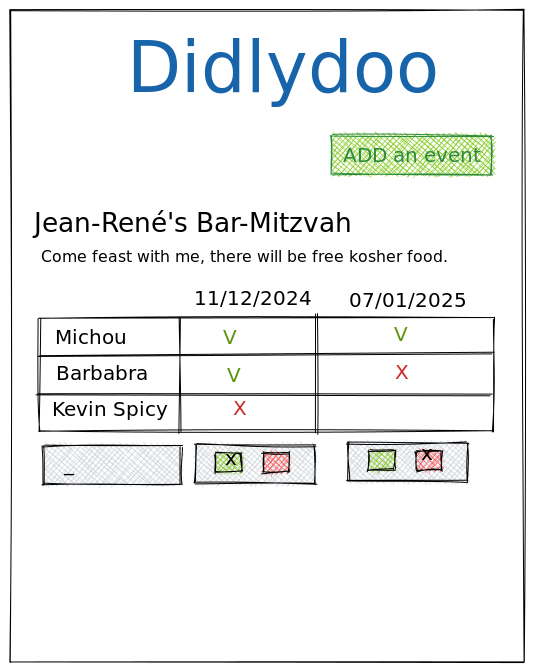 Didlydoo
ADD an event
Jean-René's Bar-Mitzvah
Come feast with me, there will be free kosher food.
11/12/2024 07/01/2025
Michou V V
Barbabra V X
Kevin Spicy X
_ X X